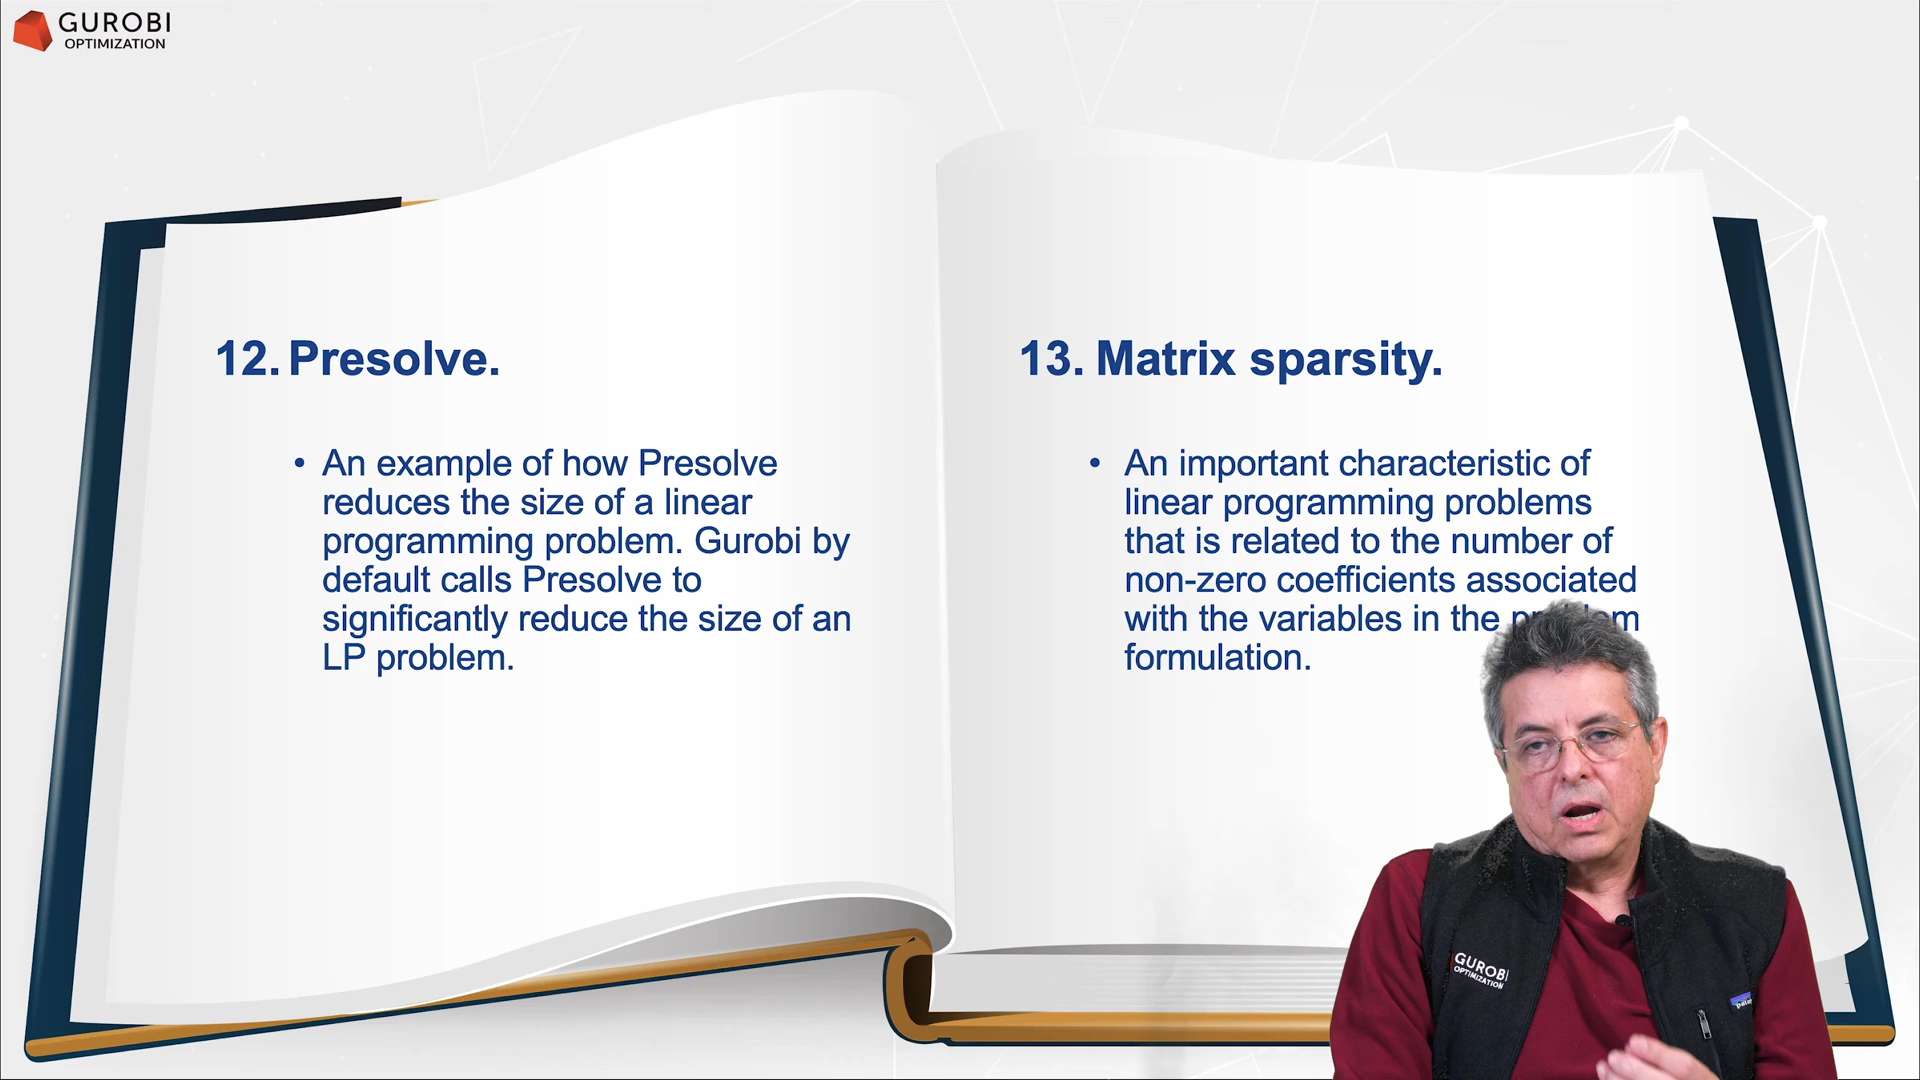 GUROBI
OPTIMIZATION
12. Presolve.
• An example of how Presolve
reduces the size of a linear
programming problem. Gurobi by
default calls Presolve to
significantly reduce the size of an
LP problem.
13. Matrix sparsity.
• An important characteristic of
linear programming problems
that is related to the number of
non-zero coefficients associated
with the variables in the problem
formulation.
GUROBI
OPTIMIZATION